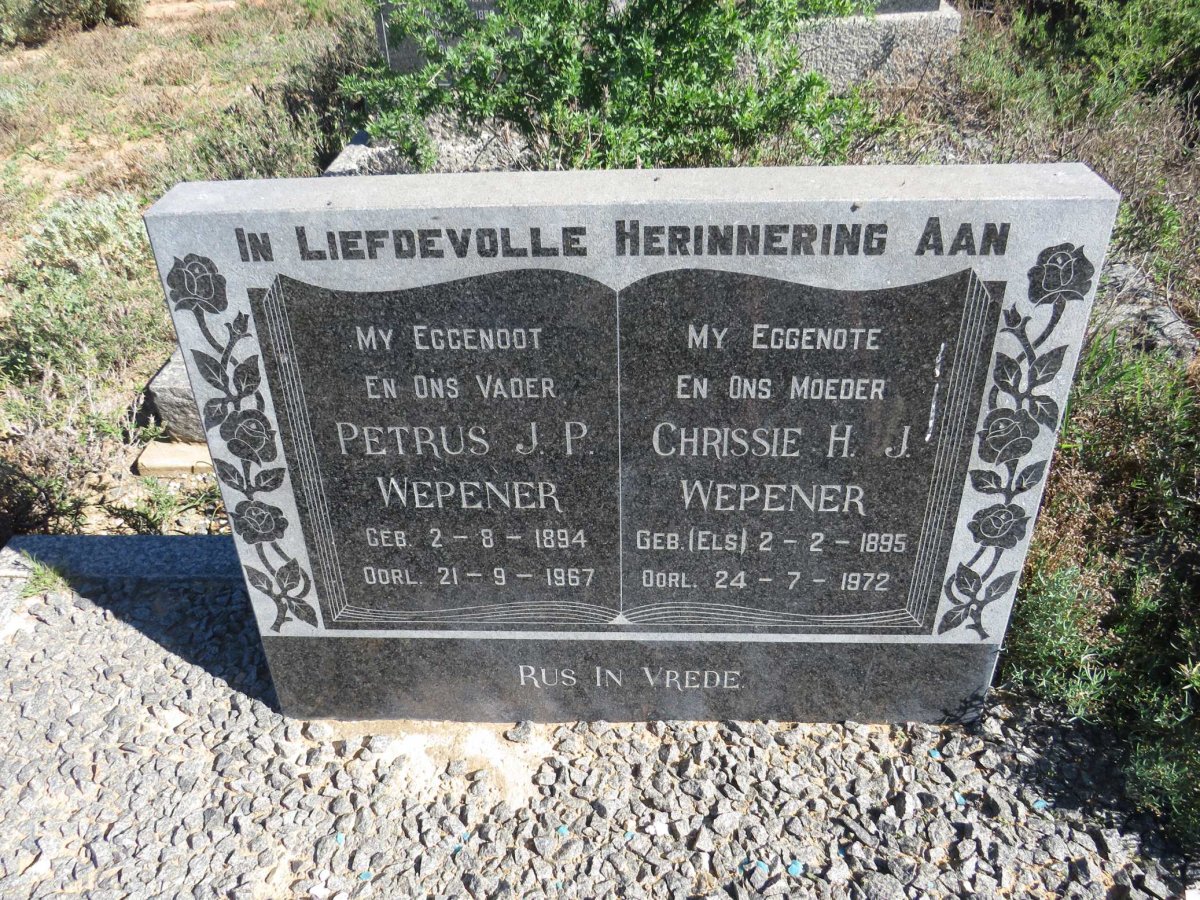 In Liefdevolle Herinnering Aan
My Eggenoot
En Ons Vader
Petrus J. P.
Wepener
Geb. 2-8-1894
Oorl. 21-9-1967
My Eggenote
En Ons Moeder
Chrissie H. J.
Wepener
Geb. (Els) 2-2-1895
Oorl. 24-7-1972
Rus In Vrede.